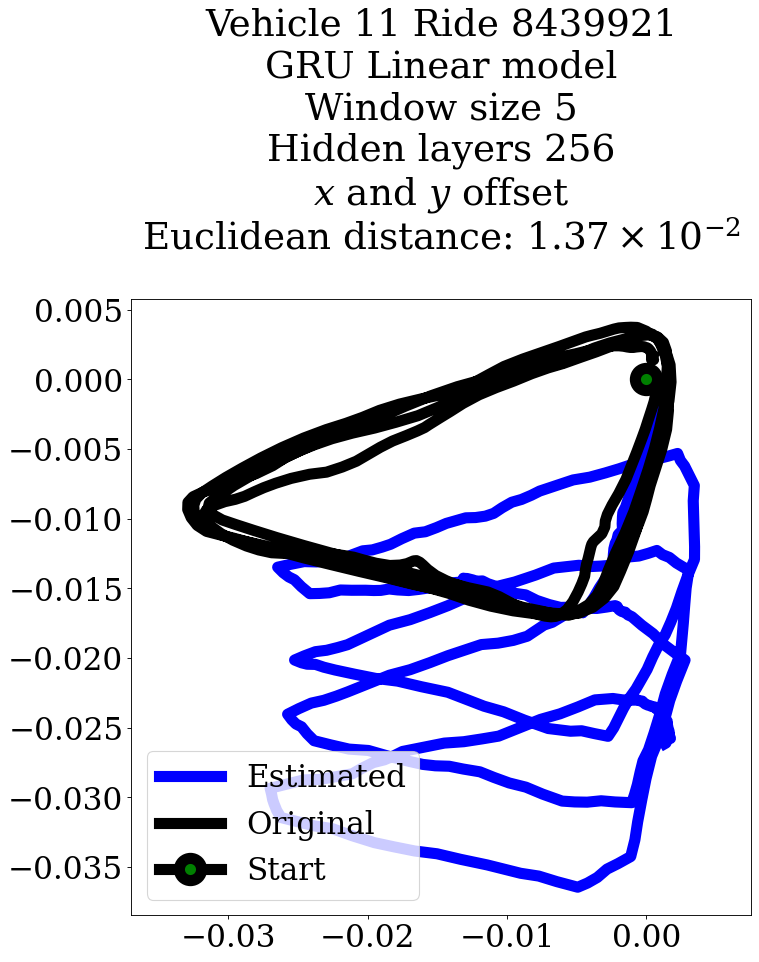 Vehicle 11 Ride 8439921
GRU Linear model
Window size 5
Hidden layers 256
x and y offset
Euclidean distance: 1.37 × 10⁻²
0.005
0.000
−0.005
−0.010
−0.015
−0.020
−0.025
−0.030
−0.035
Estimated
Original
Start
−0.03 −0.02 −0.01 0.00